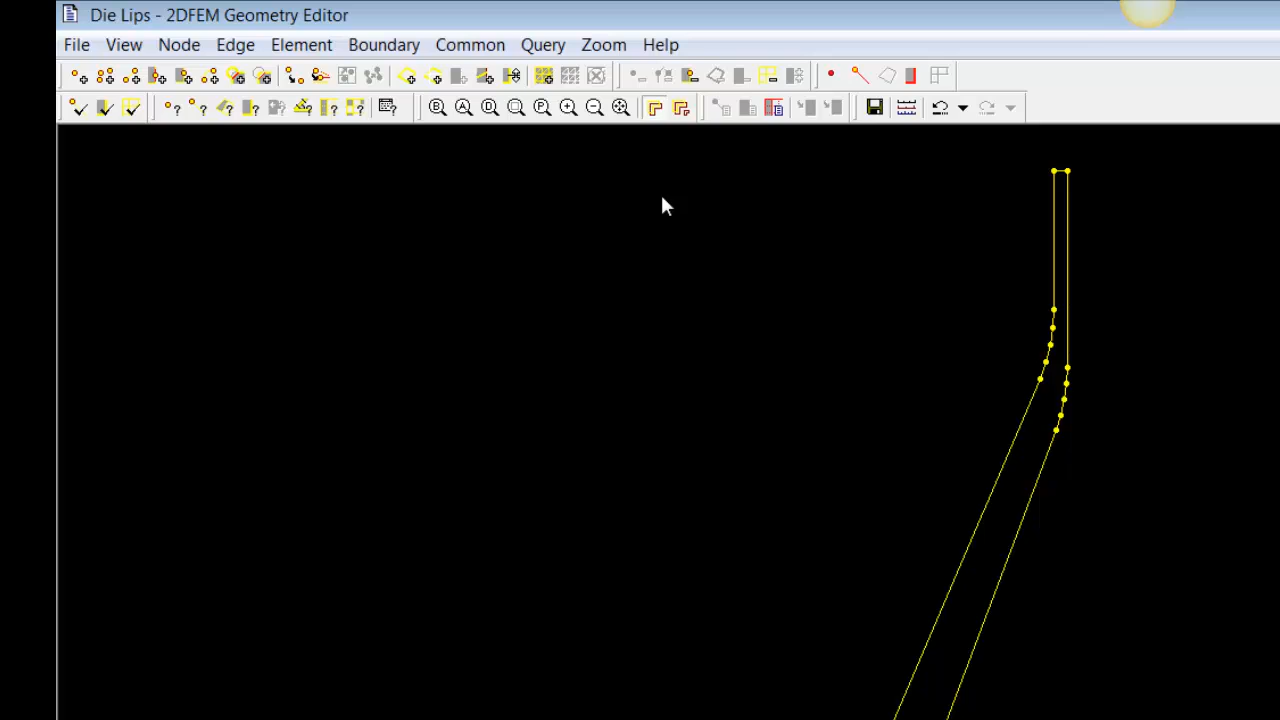 Die Lips - 2DFEM Geometry Editor
File View Node Edge Element Boundary Common Query Zoom Help